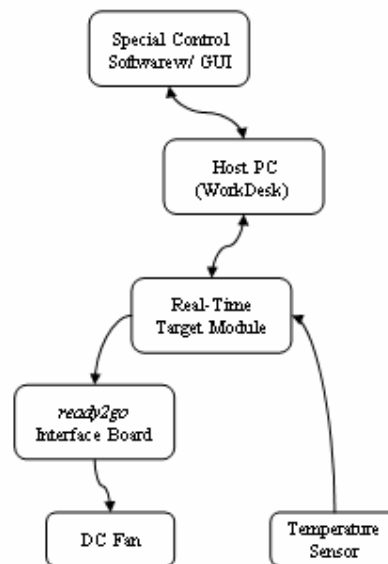 Special Control
Softwarew/ GUI
Host PC
(WorkDesk)
Real-Time
Target Module
ready2go
Interface Board
DC Fan
Temperature
Sensor